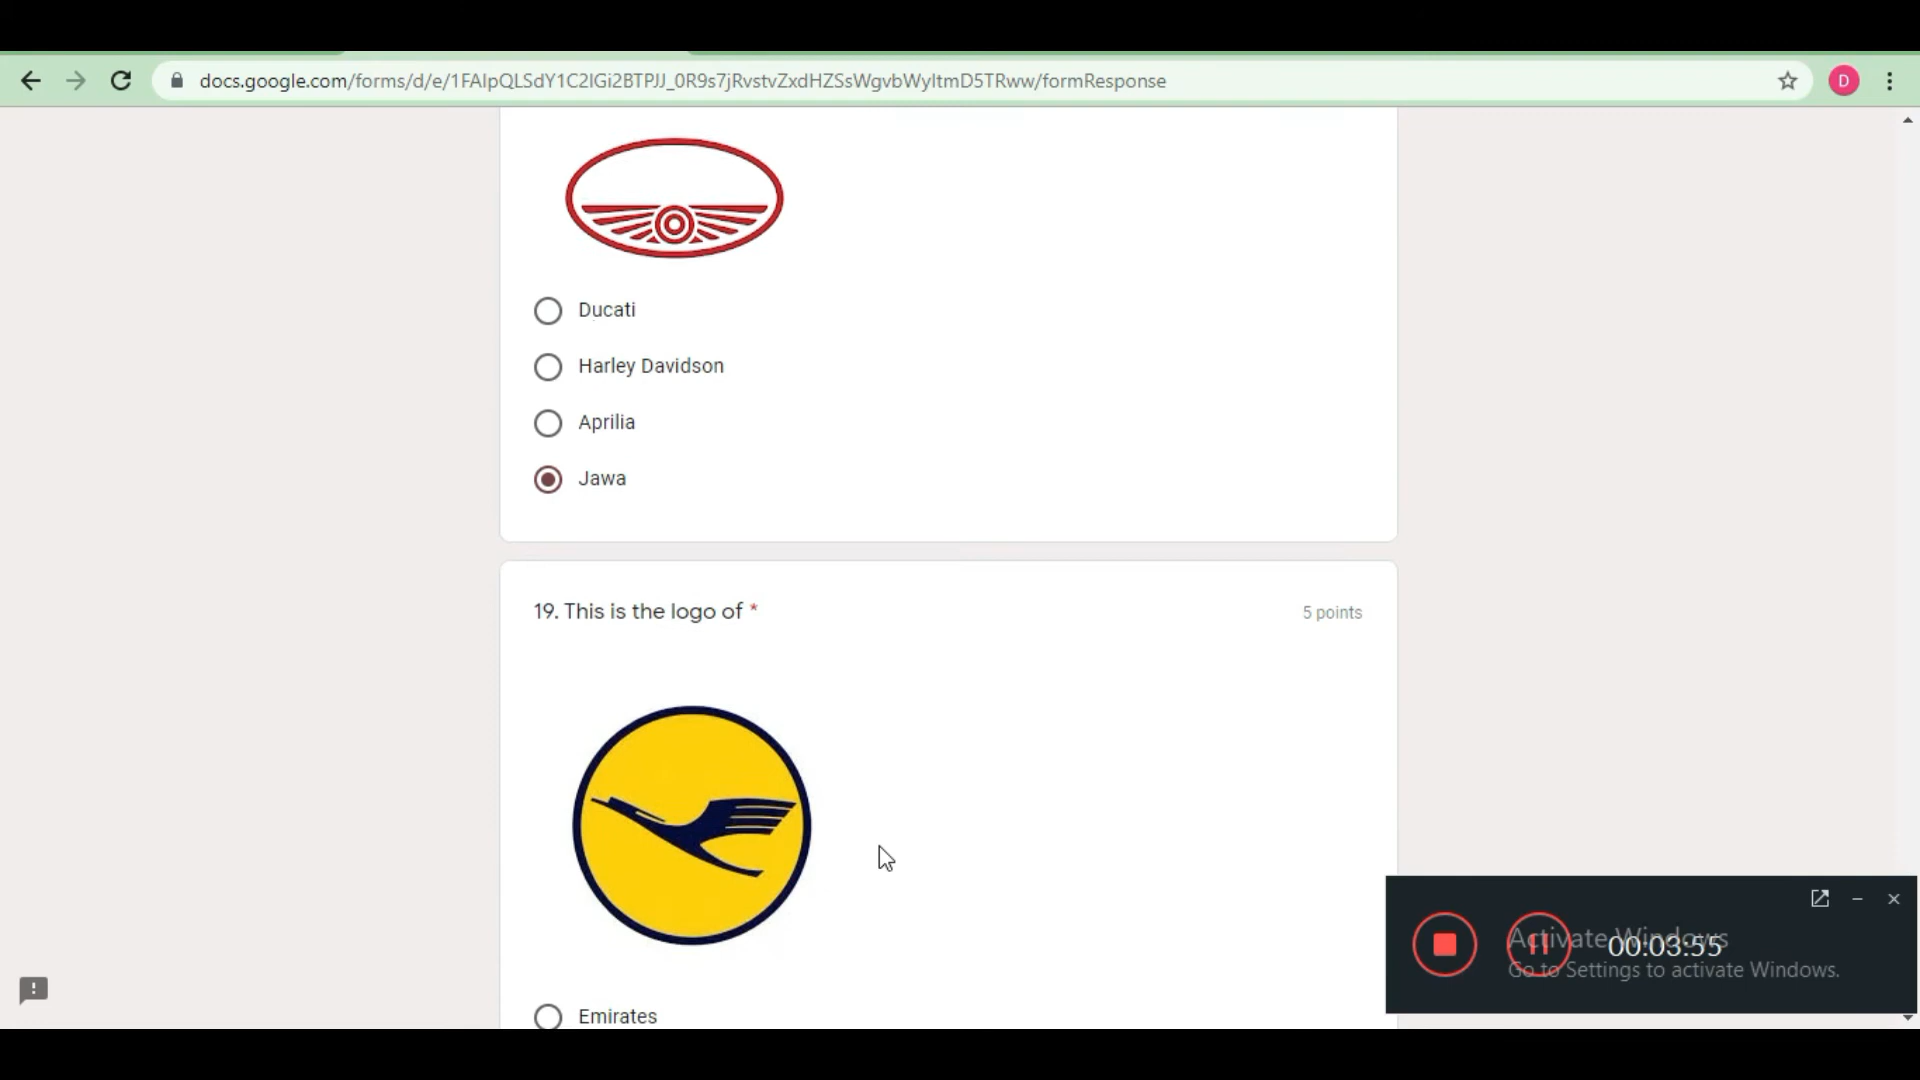 docs.google.com/forms/d/e/1FAIpQLSdY1C2IGi2BTPJJ_0R9s7jRvstvZxdHZSsWgvbWyItmD5TRww/formResponse
D
Ducati
Harley Davidson
Aprilia
Jawa
19. This is the logo of *
5 points
Emirates
Activate Windows
00:03:55
Go to Settings to activate Windows.